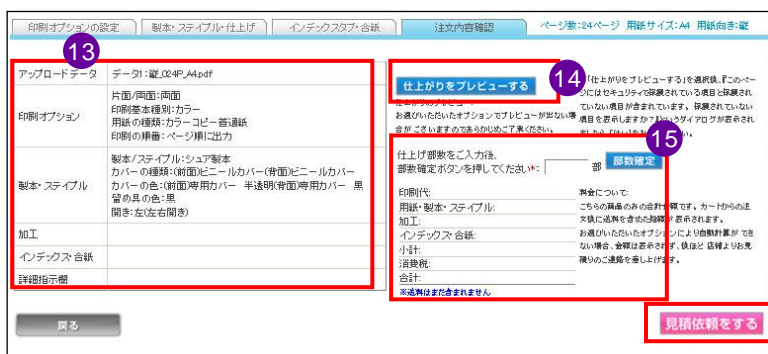 印刷オプションの設定 製本・ステイプル・仕上げ インデックスタブ・合紙 注文内容確認 ページ数:24ページ 用紙サイズ:A4 用紙向き:縦
13
アップロードデータ データ1:縦_024P_A4.pdf
印刷オプション
片面/両面:両面
印刷基本種別:カラー
用紙の種類:カラーコピー普通紙
印刷の順番:ページ順に出力
製本・ステイプル
製本/ステイプル:シュア製本
カバーの種類:(前面)ビニールカバー(背面)ビニールカバー
カバーの色:(前面)専用カバー 半透明(背面)専用カバー 黒
留め具の色:黒
開き:左(左右開き)
加工
インデックス・合紙
詳細指示欄
戻る
14
仕上がりをプレビューする
お選びいただいたオプションでプレビューが出ない場
合がございますのであらかじめご了承ください。
「仕上がりをプレビューする」を選択後、『このペー
ジにはセキュリティで保護されている項目と保護され
ていない項目が含まれています。保護されていない
項目を表示しますか?』というダイアログが表示され
15
仕上げ部数をご入力後、
部数確定ボタンを押してください*: 部 部数確定
印刷代:
用紙・製本・ステイプル:
加工:
インデックス・合紙:
小計:
消費税:
合計:
※送料はまだ含まれません
料金について:
こちらの商品のみの合計金額です。カートからの注
文後に送料を含めた総額が表示されます。
お選びいただいたオプションにより自動計算ができ
ない場合、金額は表示されず、後ほど店舗よりお見
積りのご連絡を差し上げます。
見積依頼をする